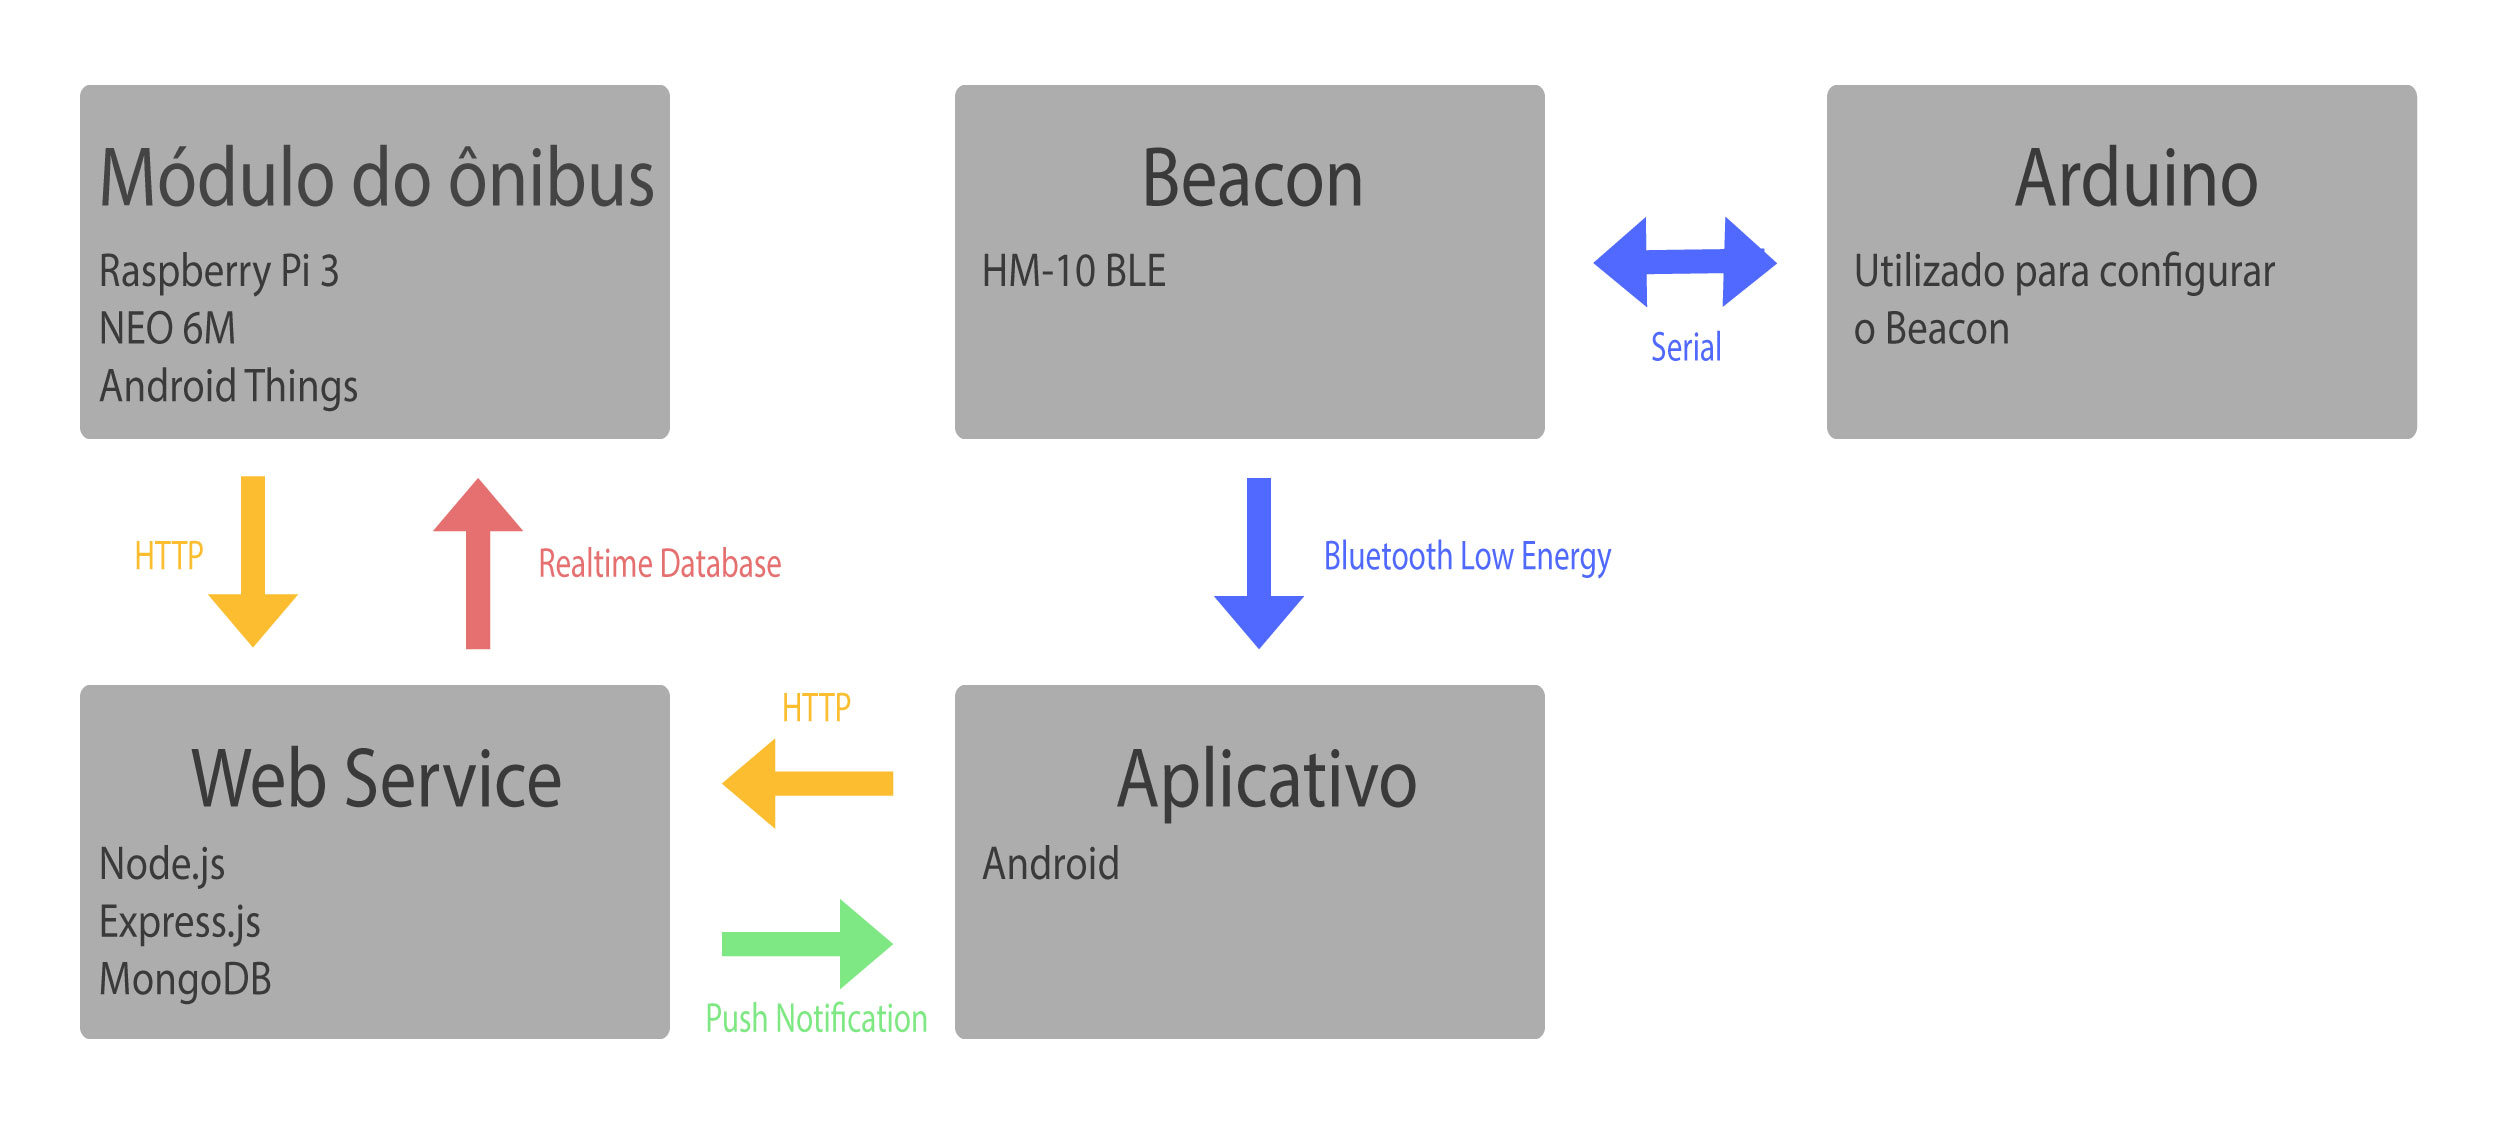 Módulo do ônibus
Raspberry Pi 3
NEO 6M
Android Things
Beacon
HM-10 BLE
Serial
Arduino
Utilizado para configurar
o Beacon
HTTP
Realtime Database
Bluetooth Low Energy
Web Service
Node.js
Express.js
MongoDB
HTTP
Push Notification
Aplicativo
Android